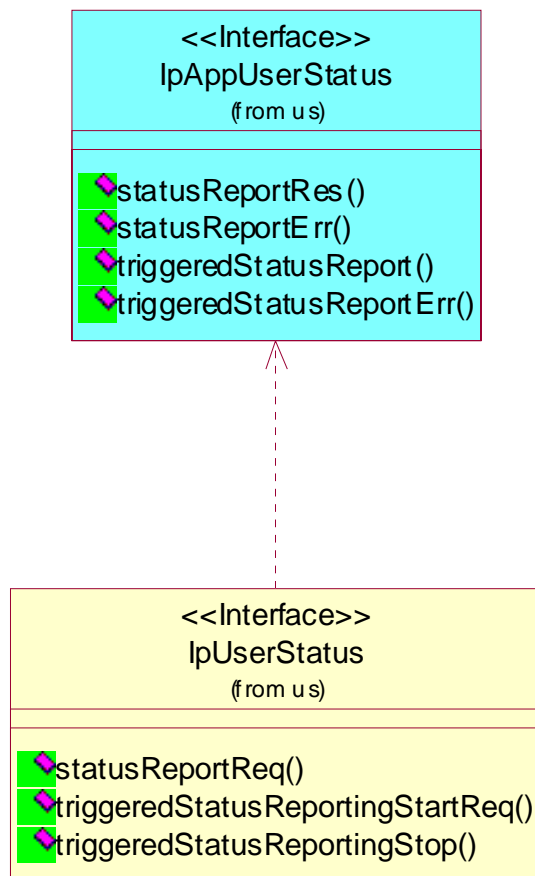 <<Interface>>
IpAppUserStatus
(from us)
statusReportRes()
statusReportErr()
triggeredStatusReport()
triggeredStatusReportErr()
<<Interface>>
IpUserStatus
(from us)
statusReportReq()
triggeredStatusReportingStartReq()
triggeredStatusReportingStop()